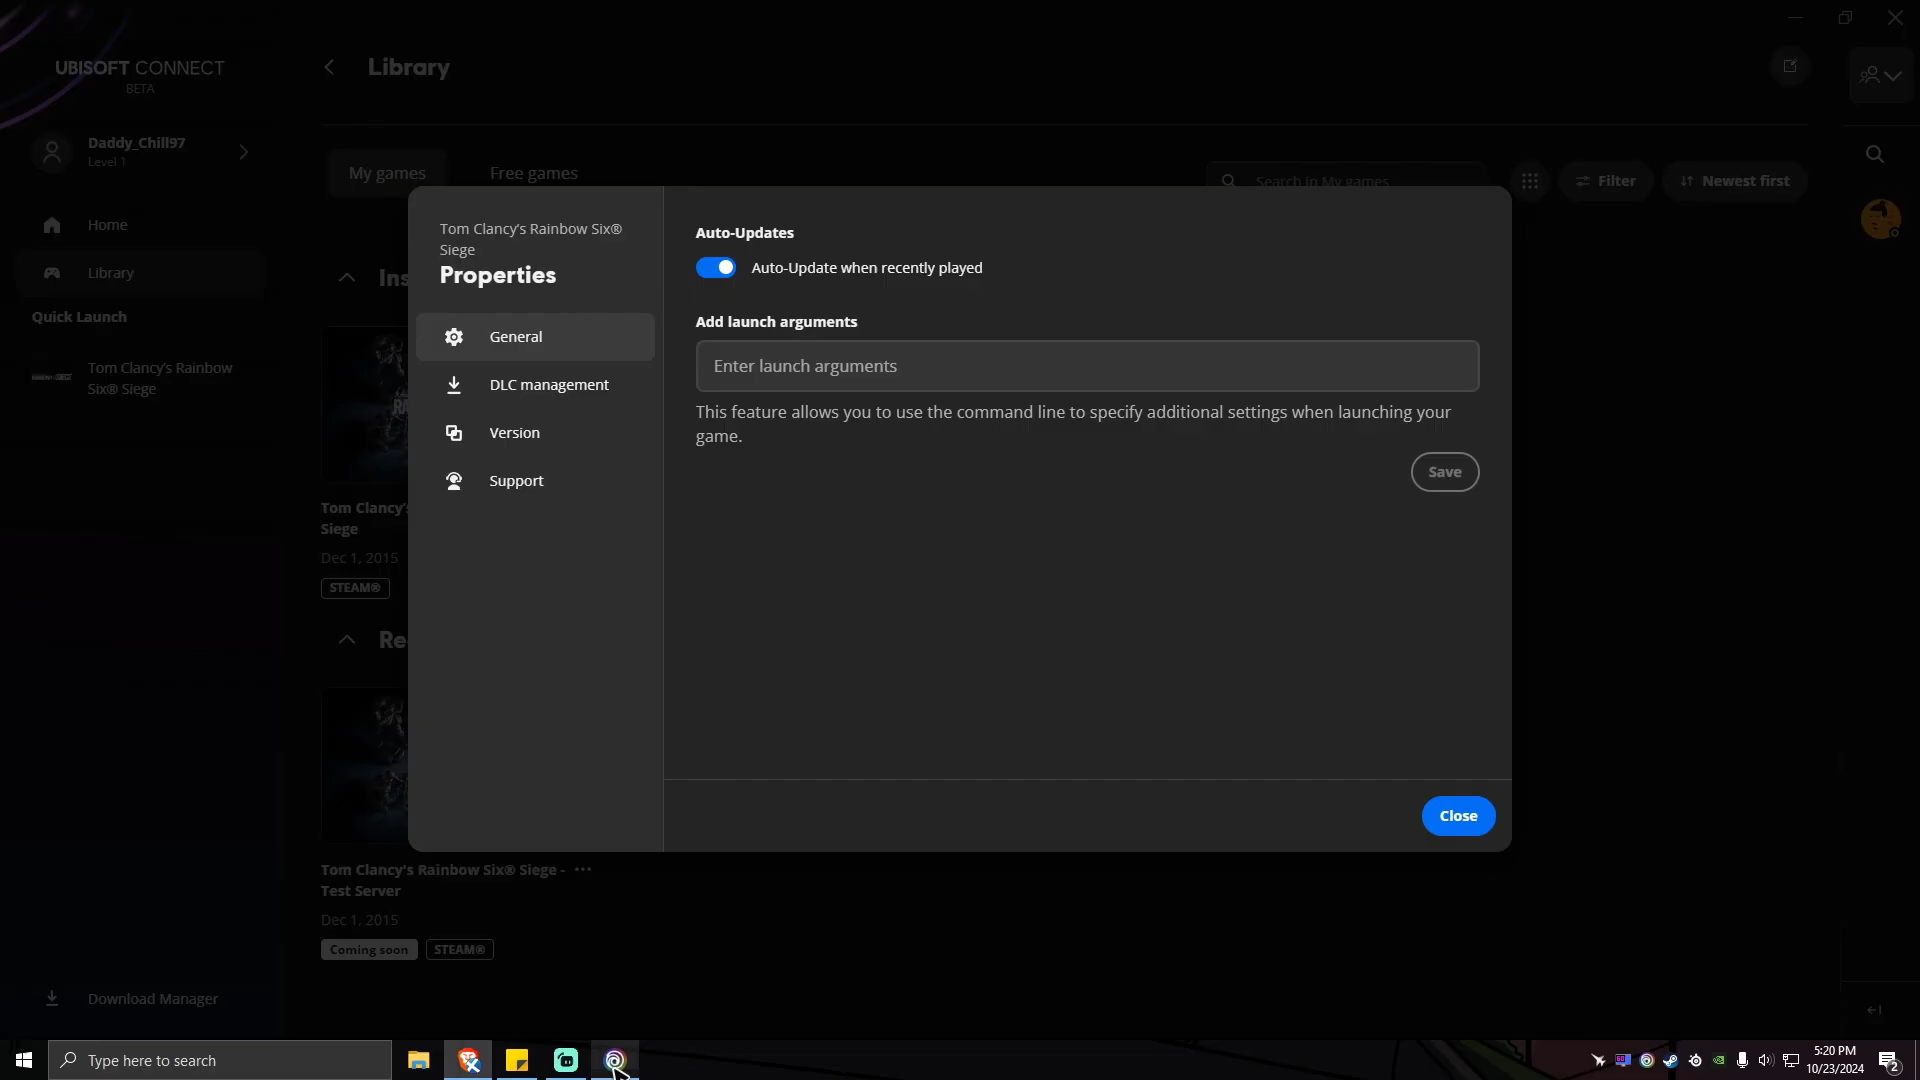 UBISOFT CONNECT
BETA
Library
Daddy_Chill97
Level 1
Home
Library
Quick Launch
Tom Clancy's Rainbow
Six® Siege
Download Manager
My games
Free games
Search in My games
Filter
Newest first
Ins
Tom Clancy's
Siege
Dec 1, 2015
STEAM®
Re
Tom Clancy's Rainbow Six® Siege -
Test Server
Dec 1, 2015
Coming soon
STEAM®
Tom Clancy's Rainbow Six®
Siege
Properties
General
DLC management
Version
Support
Auto-Updates
Auto-Update when recently played
Add launch arguments
Enter launch arguments
This feature allows you to use the command line to specify additional settings when launching your
game.
Save
Close
Type here to search
5:20 PM
10/23/2024
2